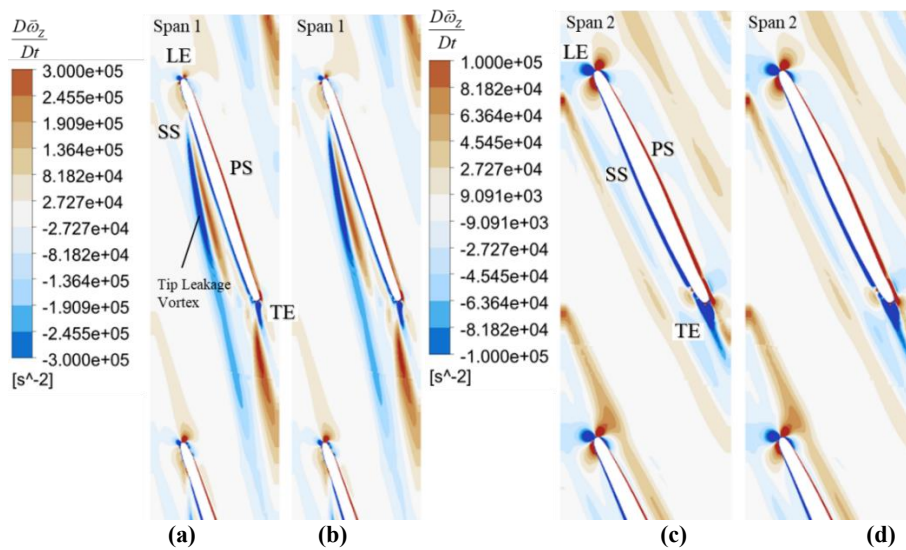 Dω̄z
Dt
3.000e+05
2.455e+05
1.909e+05
1.364e+05
8.182e+04
2.727e+04
-2.727e+04
-8.182e+04
-1.364e+05
-1.909e+05
-2.455e+05
-3.000e+05
[s^-2]
Span 1
LE
SS
PS
Tip Leakage
Vortex
TE
Span 1
Dω̄z
Dt
1.000e+05
8.182e+04
6.364e+04
4.545e+04
2.727e+04
9.091e+03
-9.091e+03
-2.727e+04
-4.545e+04
-6.364e+04
-8.182e+04
-1.000e+05
[s^-2]
Span 2
LE
PS
SS
TE
Span 2
(a)
(b)
(c)
(d)